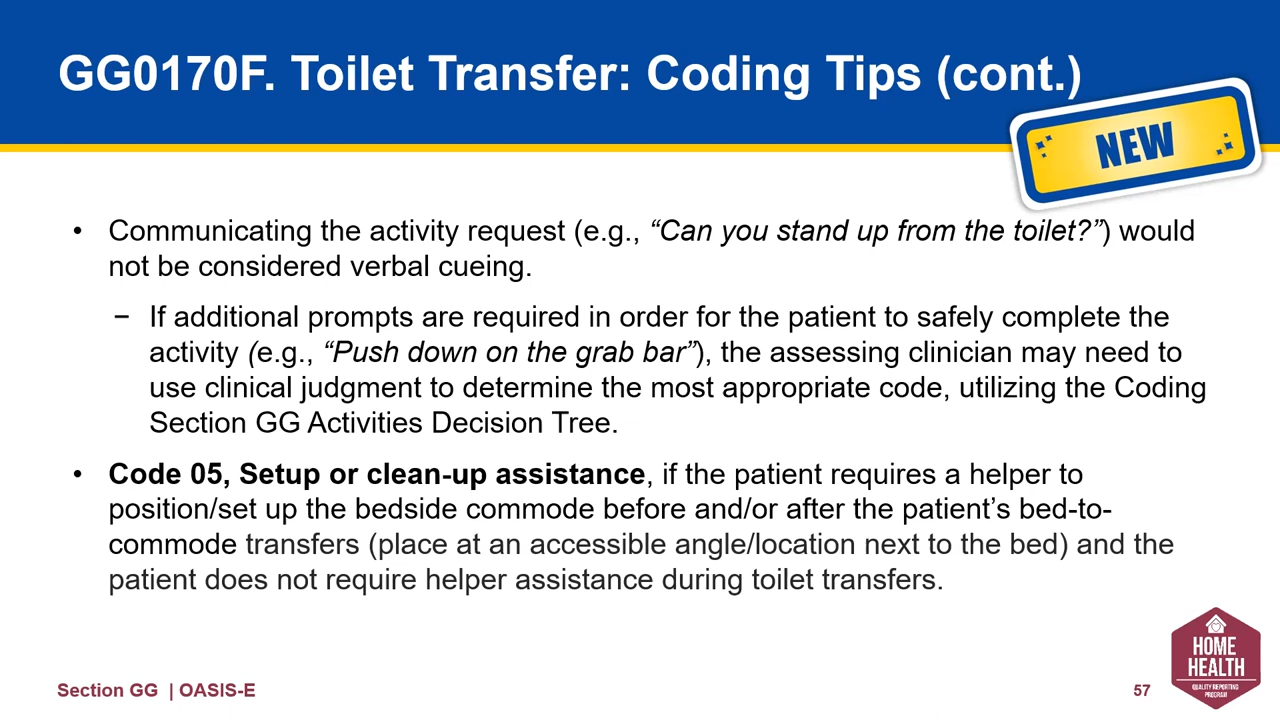 GG0170F. Toilet Transfer: Coding Tips (cont.)
NEW
• Communicating the activity request (e.g., “Can you stand up from the toilet?”) would
not be considered verbal cueing.
− If additional prompts are required in order for the patient to safely complete the
activity (e.g., “Push down on the grab bar”), the assessing clinician may need to
use clinical judgment to determine the most appropriate code, utilizing the Coding
Section GG Activities Decision Tree.
• Code 05, Setup or clean-up assistance, if the patient requires a helper to
position/set up the bedside commode before and/or after the patient’s bed-to-
commode transfers (place at an accessible angle/location next to the bed) and the
patient does not require helper assistance during toilet transfers.
Section GG | OASIS-E
57
HOME
HEALTH
QUALITY REPORTING
PROGRAM